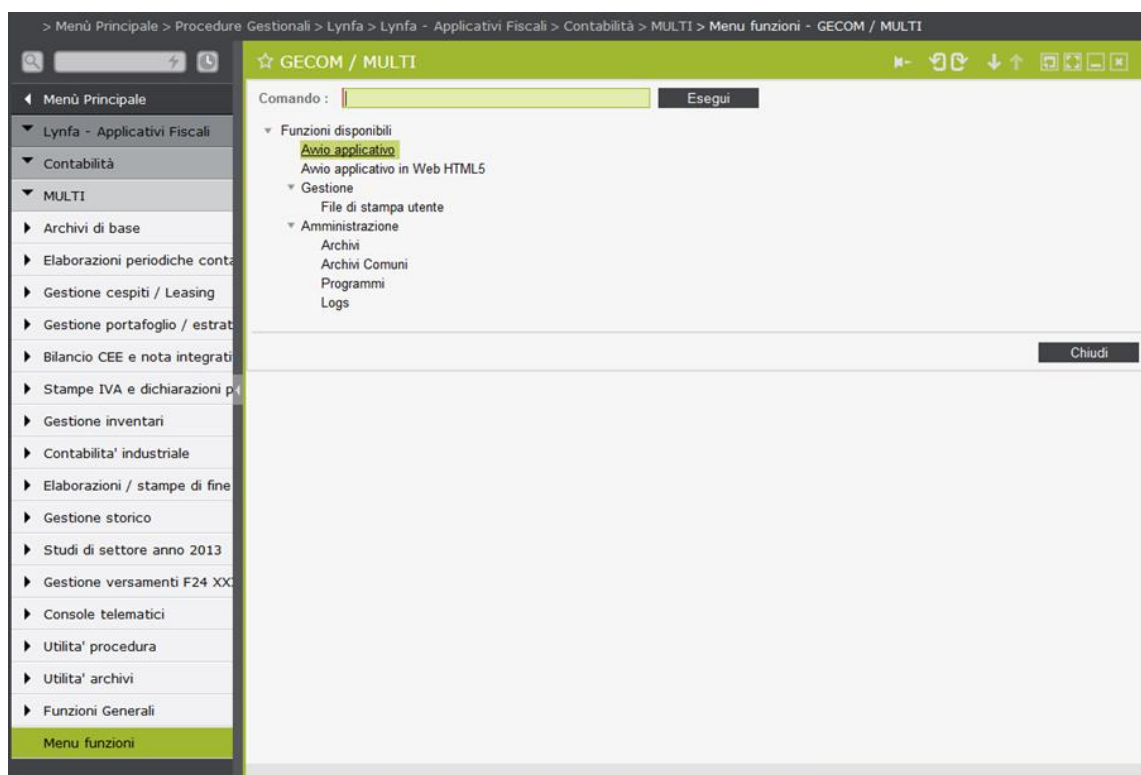 > Menù Principale > Procedure Gestionali > Lynfa > Lynfa - Applicativi Fiscali > Contabilità > MULTI > Menu funzioni - GECOM / MULTI
GECOM / MULTI
Menù Principale
Lynfa - Applicativi Fiscali
Contabilità
MULTI
Archivi di base
Elaborazioni periodiche conta
Gestione cespiti / Leasing
Gestione portafoglio / estrat
Bilancio CEE e nota integrati
Stampe IVA e dichiarazioni p
Gestione inventari
Contabilita' industriale
Elaborazioni / stampe di fine
Gestione storico
Studi di settore anno 2013
Gestione versamenti F24 XX
Console telematici
Utilita' procedura
Utilita' archivi
Funzioni Generali
Menu funzioni
Comando :
Esegui
Funzioni disponibili
Avvio applicativo
Avvio applicativo in Web HTML5
Gestione
File di stampa utente
Amministrazione
Archivi
Archivi Comuni
Programmi
Logs
Chiudi